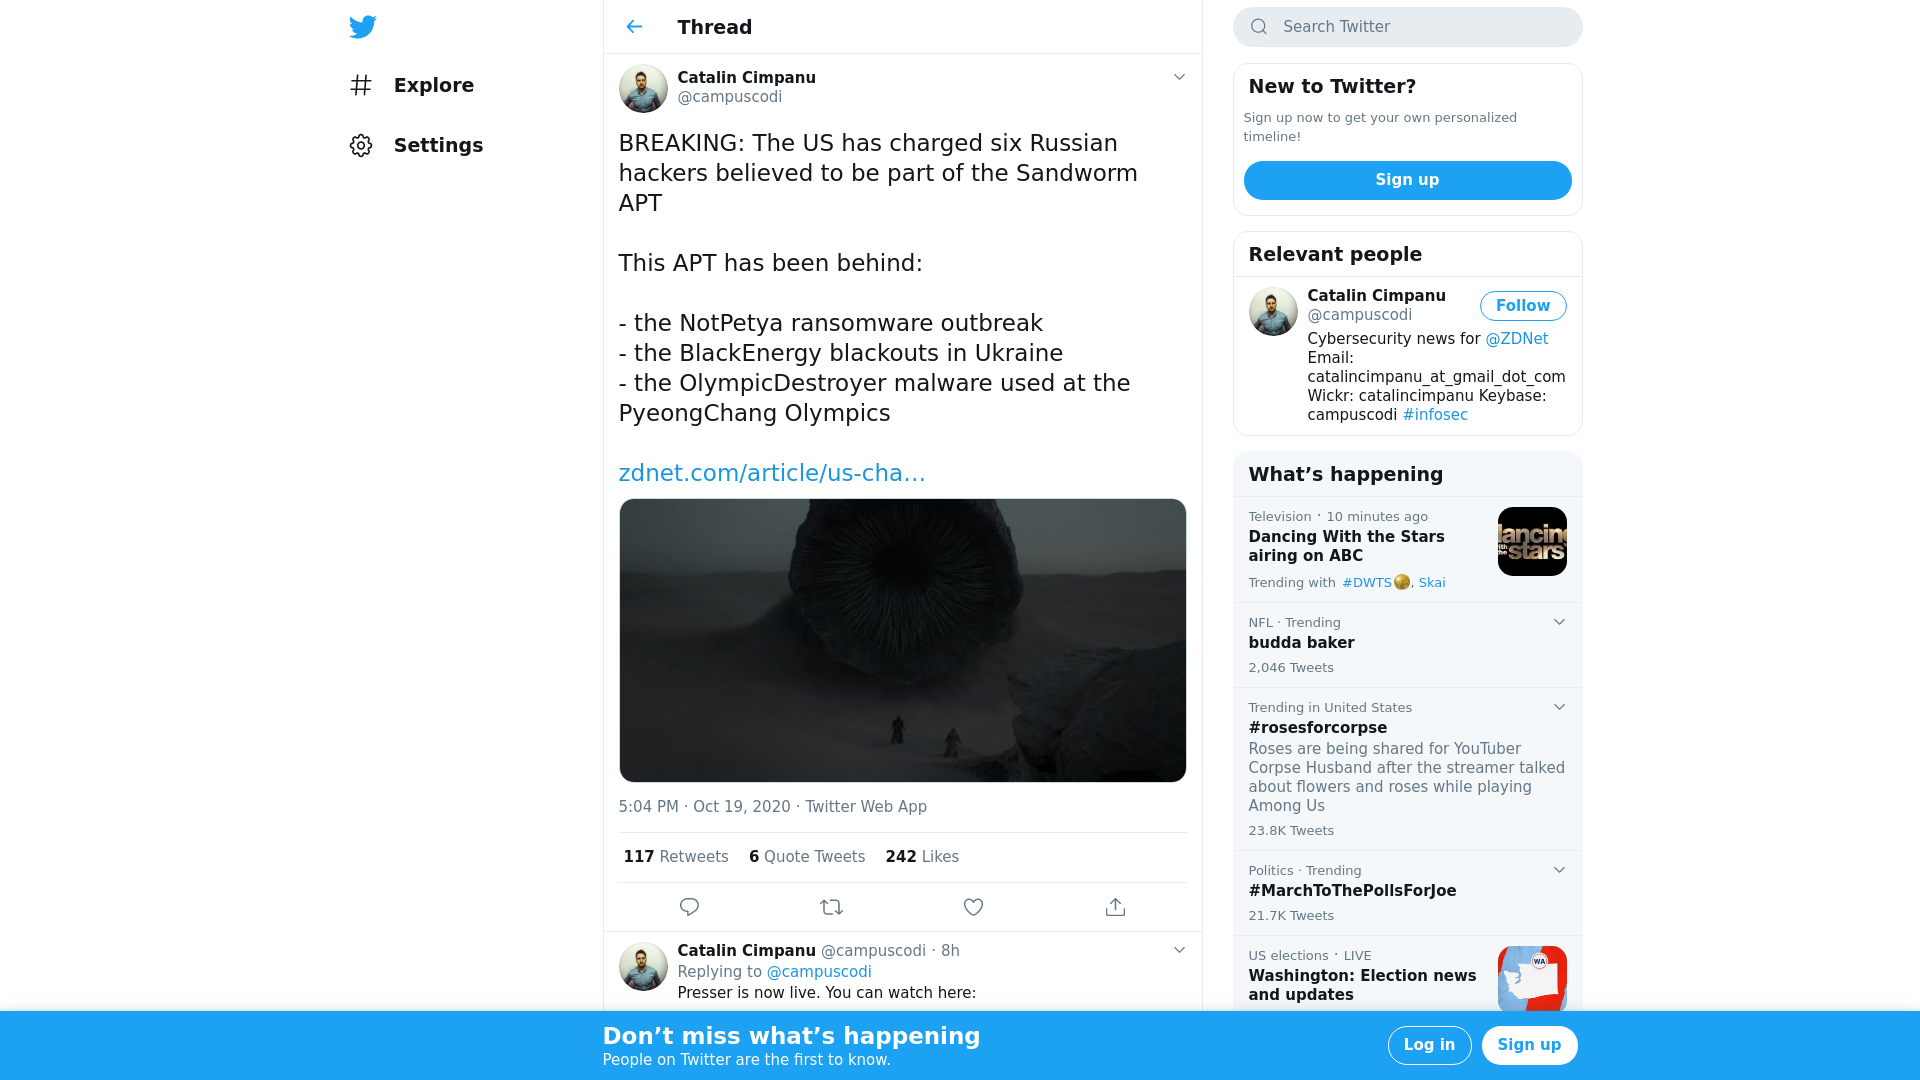 Explore
Settings
Thread
Catalin Cimpanu
@campuscodi
BREAKING: The US has charged six Russian
hackers believed to be part of the Sandworm
APT
This APT has been behind:
- the NotPetya ransomware outbreak
- the BlackEnergy blackouts in Ukraine
- the OlympicDestroyer malware used at the
PyeongChang Olympics
zdnet.com/article/us-cha…
5:04 PM · Oct 19, 2020 · Twitter Web App
117 Retweets 6 Quote Tweets 242 Likes
Catalin Cimpanu @campuscodi · 8h
Replying to @campuscodi
Presser is now live. You can watch here:
Search Twitter
New to Twitter?
Sign up now to get your own personalized
timeline!
Sign up
Relevant people
Catalin Cimpanu
@campuscodi
Follow
Cybersecurity news for @ZDNet
Email:
catalincimpanu_at_gmail_dot_com
Wickr: catalincimpanu Keybase:
campuscodi #infosec
What’s happening
Television · 10 minutes ago
Dancing With the Stars
airing on ABC
Trending with #DWTS, Skai
dancing
with the
stars
NFL · Trending
budda baker
2,046 Tweets
Trending in United States
#rosesforcorpse
Roses are being shared for YouTuber
Corpse Husband after the streamer talked
about flowers and roses while playing
Among Us
23.8K Tweets
Politics · Trending
#MarchToThePollsForJoe
21.7K Tweets
US elections · LIVE
Washington: Election news
and updates
WA
Don’t miss what’s happening
People on Twitter are the first to know.
Log in
Sign up